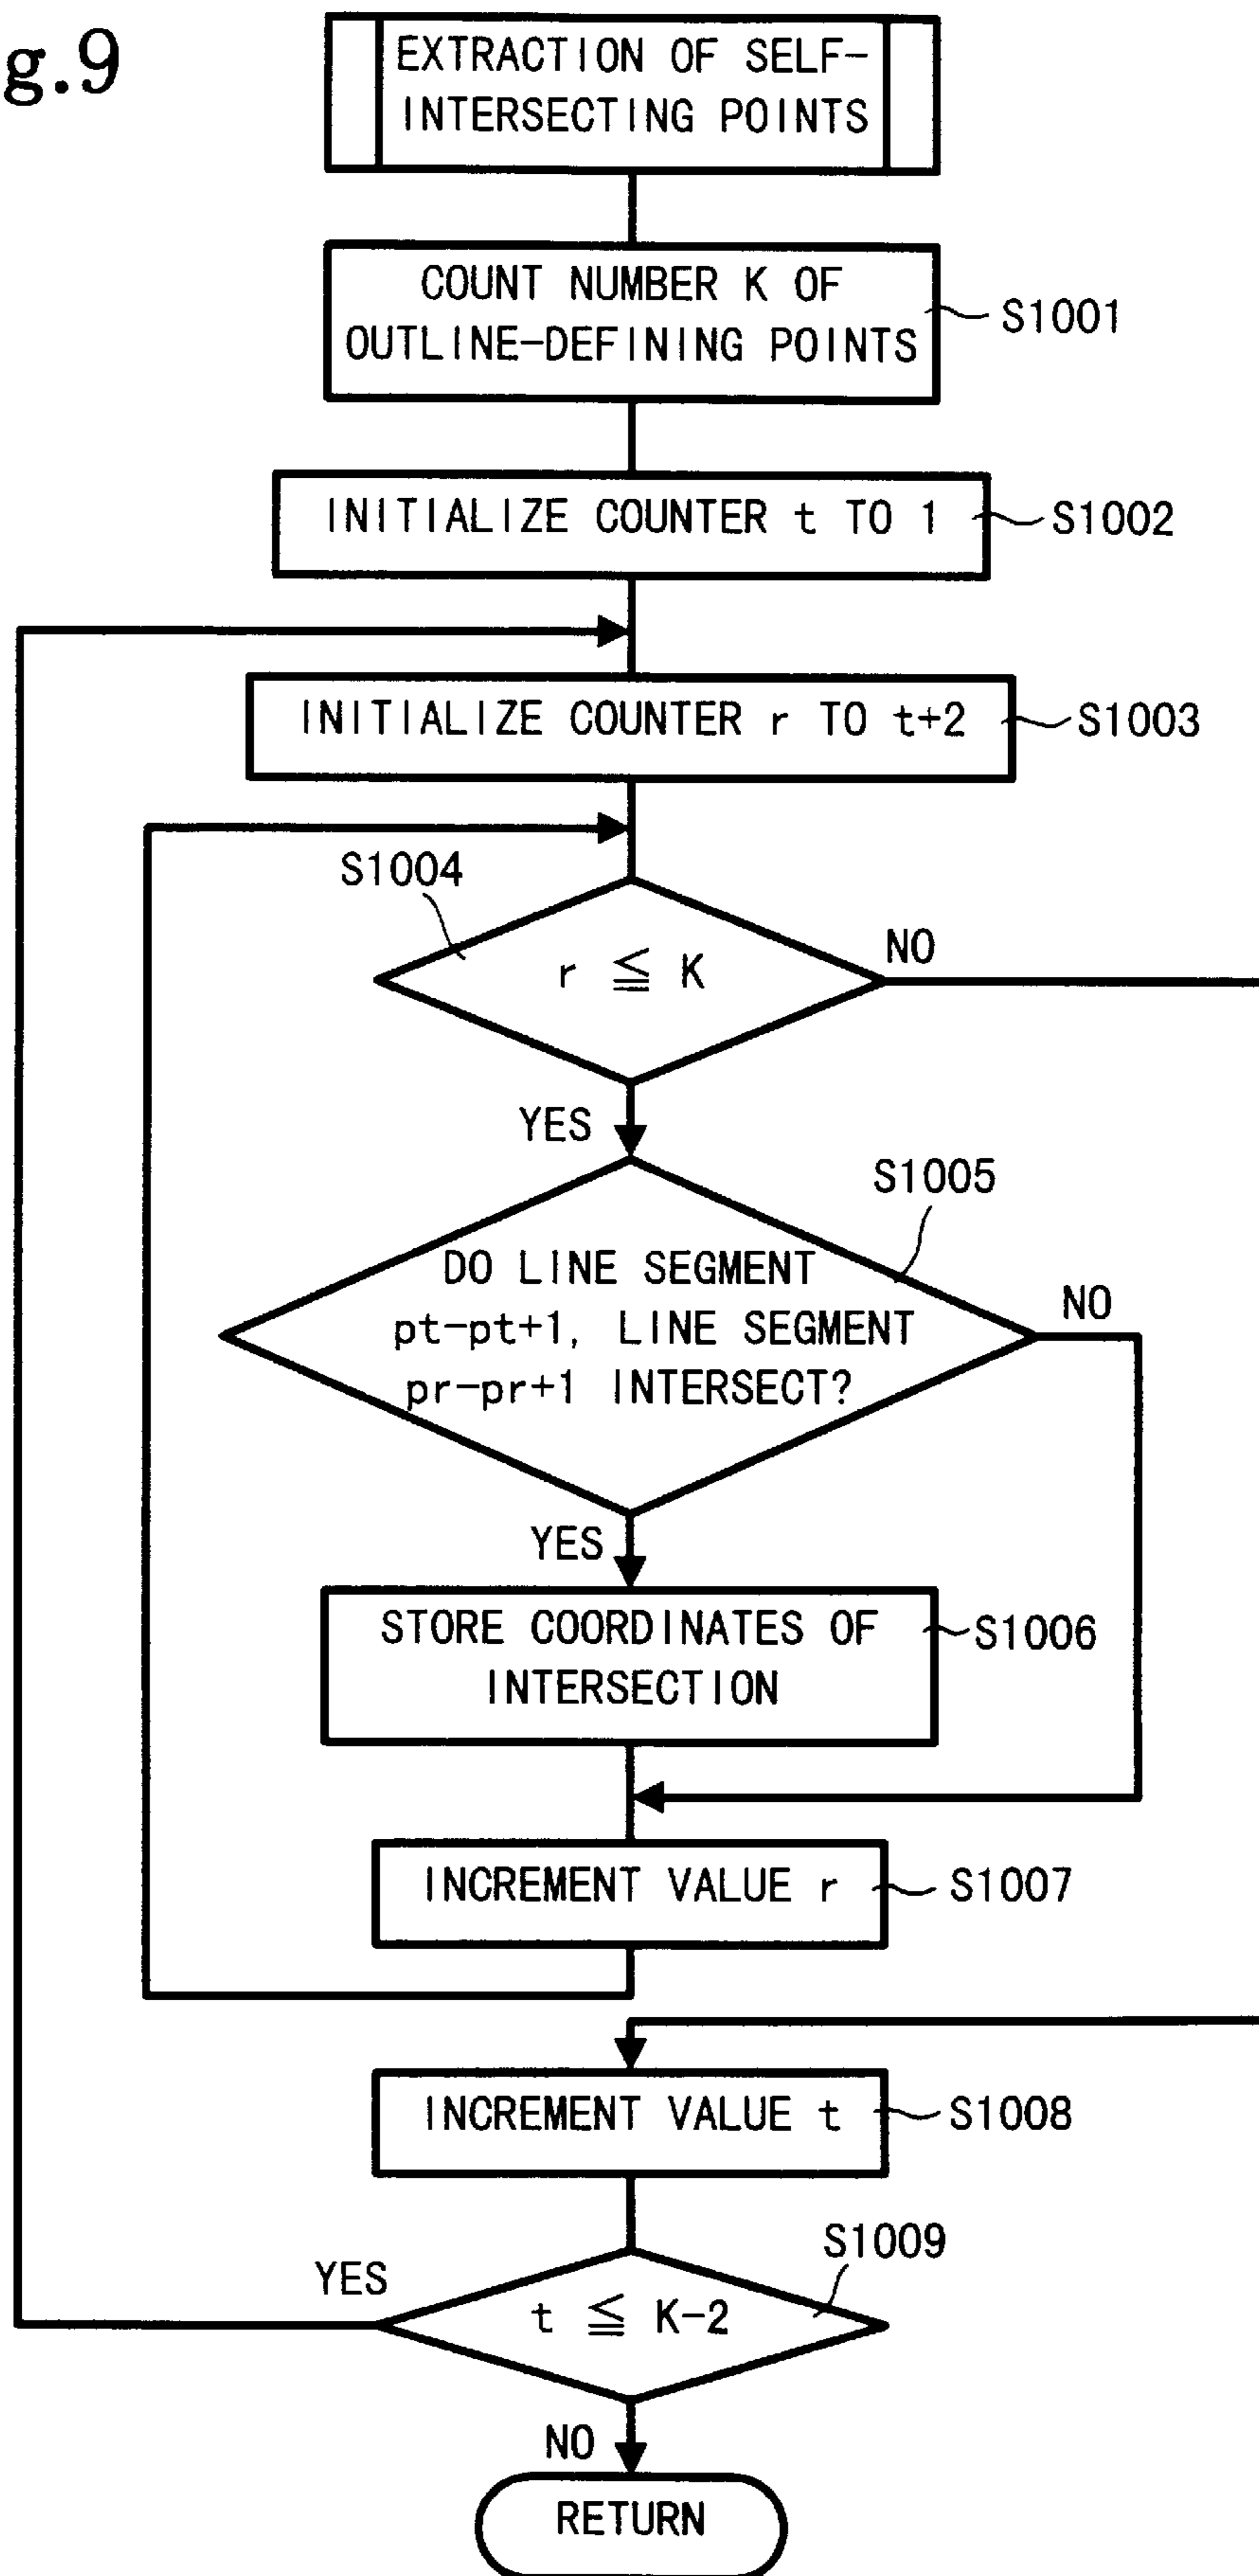 g.9
EXTRACTION OF SELF-
INTERSECTING POINTS
COUNT NUMBER K OF
OUTLINE-DEFINING POINTS
S1001
INITIALIZE COUNTER t TO 1
S1002
INITIALIZE COUNTER r TO t+2
S1003
S1004
r ≦ K
NO
YES
S1005
DO LINE SEGMENT
pt-pt+1, LINE SEGMENT
pr-pr+1 INTERSECT?
NO
YES
STORE COORDINATES OF
INTERSECTION
S1006
INCREMENT VALUE r
S1007
INCREMENT VALUE t
S1008
S1009
YES
t ≦ K-2
NO
RETURN